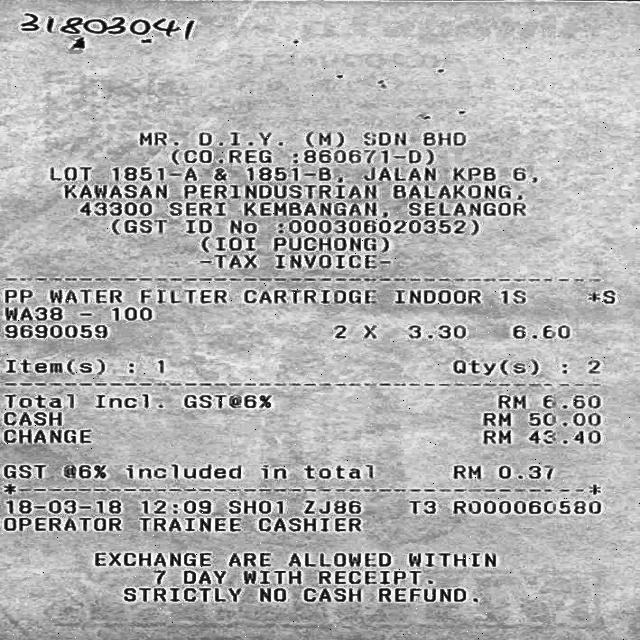 31803041
MR. D.I.Y. (M) SDN BHD
(CO.REG :860671-D)
LOT 1851-A & 1851-B, JALAN KPB 6,
KAWASAN PERINDUSTRIAN BALAKONG,
43300 SERI KEMBANGAN, SELANGOR
(GST ID No :000306020352)
(IOI PUCHONG)
-TAX INVOICE-
PP WATER FILTER CARTRIDGE INDOOR 1S *S
WA38 - 100
9690059 2 X 3.30 6.60
Item(s) : 1 Qty(s) : 2
Total Incl. GST@6% RM 6.60
CASH RM 50.00
CHANGE RM 43.40
GST @6% included in total RM 0.37
18-03-18 12:09 SH01 ZJ86 T3 R000060580
OPERATOR TRAINEE CASHIER
EXCHANGE ARE ALLOWED WITHIN
7 DAY WITH RECEIPT.
STRICTLY NO CASH REFUND.